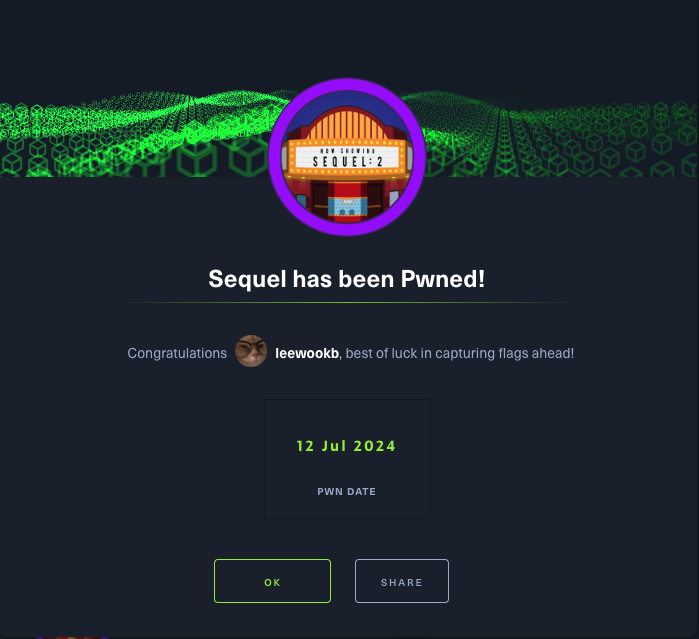 NOW SHOWING
SEQUEL: 2
Sequel has been Pwned!
Congratulations leewookb, best of luck in capturing flags ahead!
12 Jul 2024
PWN DATE
OK
SHARE